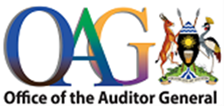 OAG
Office of the Auditor General